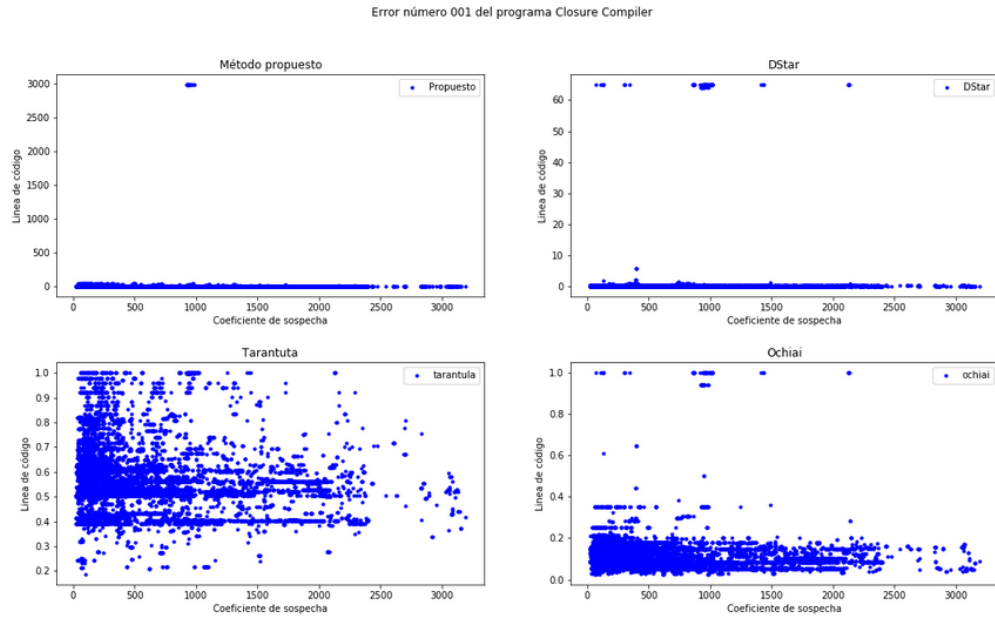 Error número 001 del programa Closure Compiler
Método propuesto
Propuesto
3000
2500
2000
1500
1000
500
0
Linea de código
0 500 1000 1500 2000 2500 3000
Coeficiente de sospecha
DStar
DStar
60
50
40
30
20
10
0
Linea de código
0 500 1000 1500 2000 2500 3000
Coeficiente de sospecha
Tarantuta
tarantula
1.0
0.9
0.8
0.7
0.6
0.5
0.4
0.3
0.2
Linea de código
0 500 1000 1500 2000 2500 3000
Coeficiente de sospecha
Ochiai
ochiai
1.0
0.8
0.6
0.4
0.2
0.0
Linea de código
0 500 1000 1500 2000 2500 3000
Coeficiente de sospecha